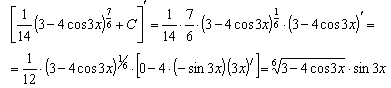 [1/14(3−4cos3x)^(7/6)+C]′ = 1/14·7/6·(3−4cos3x)^(1/6)·(3−4cos3x)′ =
= 1/12·(3−4cos3x)^(1/6)·[0−4·(−sin3x)(3x)′] = ⁶√(3−4cos3x)·sin3x